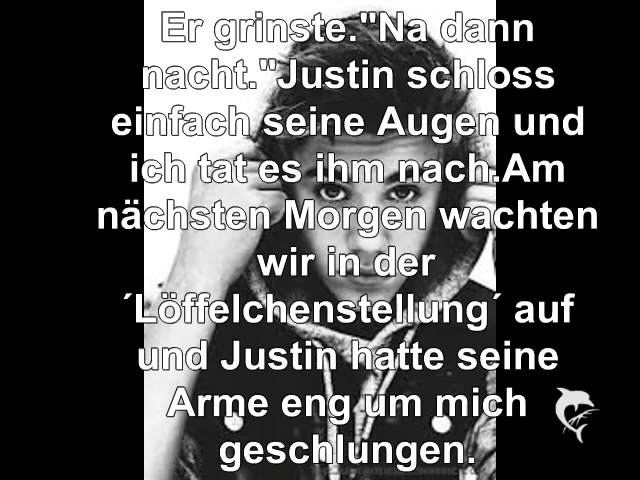 Er grinste."Na dann
nacht."Justin schloss
einfach seine Augen und
ich tat es ihm nach.Am
nächsten Morgen wachten
wir in der
´Löffelchenstellung´ auf
und Justin hatte seine
Arme eng um mich
geschlungen.